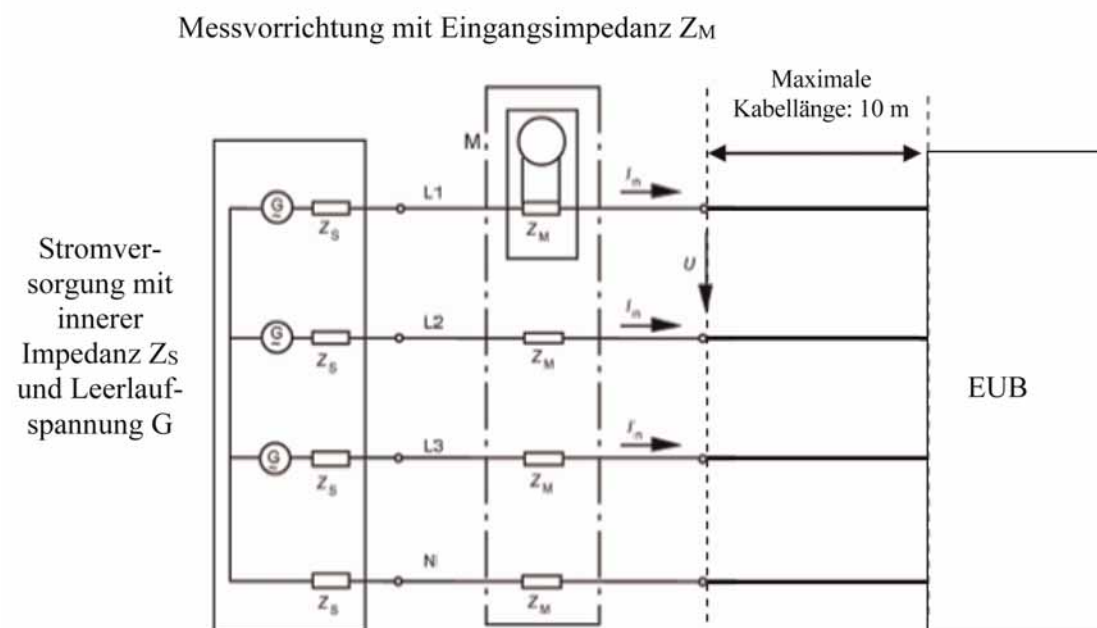 Messvorrichtung mit Eingangsimpedanz ZM
Maximale
Kabellänge: 10 m
M
Stromver-
sorgung mit
innerer
Impedanz ZS
und Leerlauf-
spannung G
G
ZS
L1
ZM
In
U
G
ZS
L2
ZM
In
G
ZS
L3
ZM
In
ZS
N
ZM
EUB